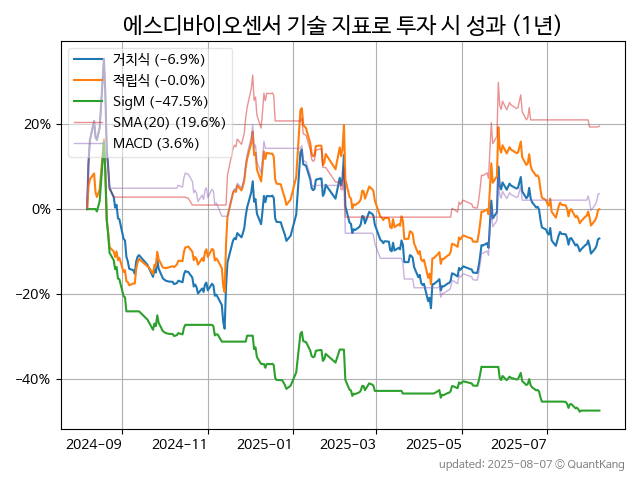 에스디바이오센서 기술 지표로 투자 시 성과 (1년)
거치식 (−6.9%)
적립식 (−0.0%)
SigM (−47.5%)
SMA(20) (19.6%)
MACD (3.6%)
20%
0%
−20%
−40%
2024-09 2024-11 2025-01 2025-03 2025-05 2025-07
updated: 2025-08-07 © QuantKang